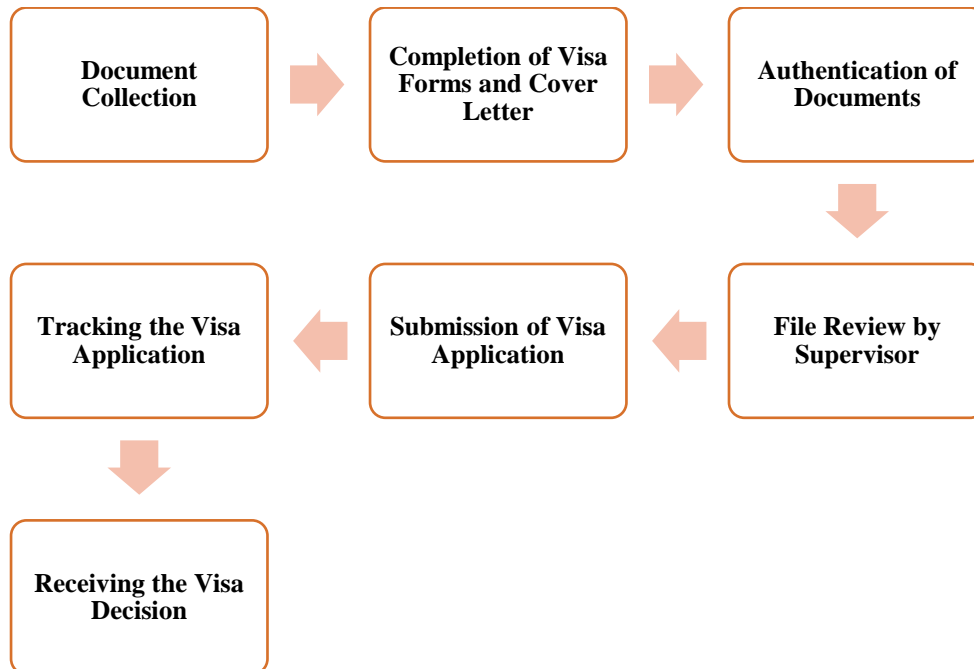 Document
Collection
Completion of Visa
Forms and Cover
Letter
Authentication of
Documents
File Review by
Supervisor
Submission of Visa
Application
Tracking the Visa
Application
Receiving the Visa
Decision